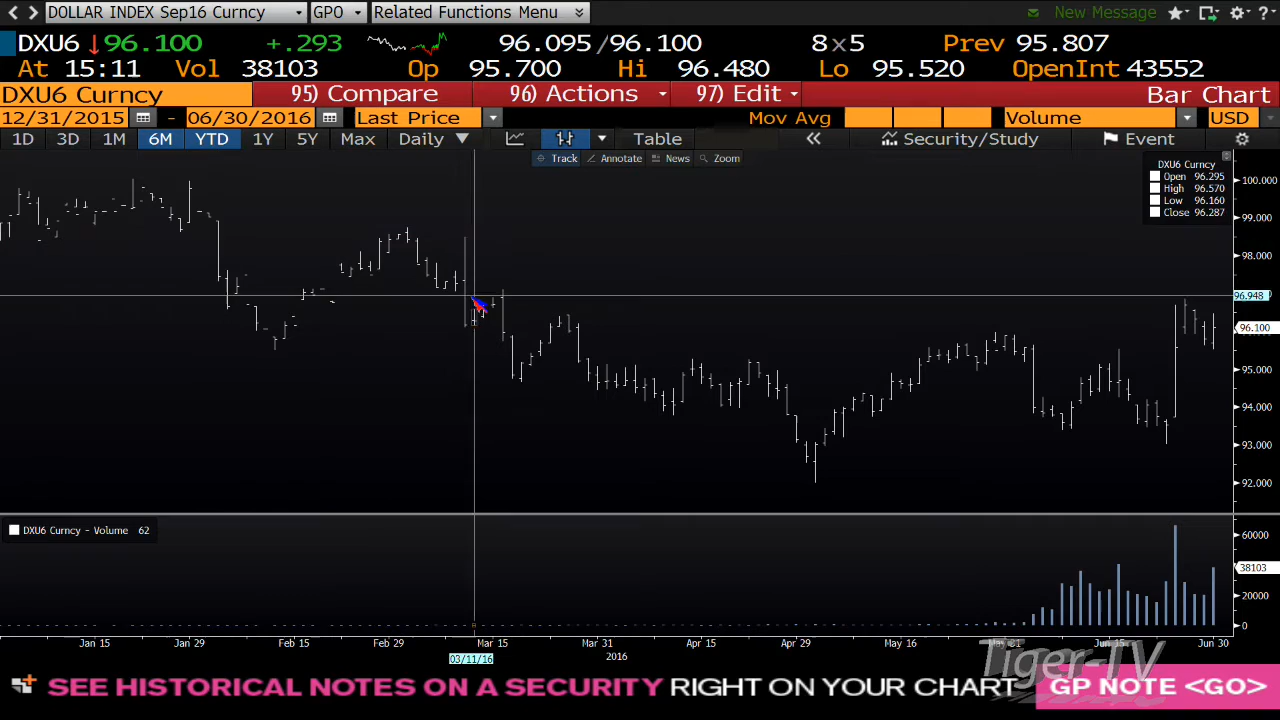 DOLLAR INDEX Sep16 Curncy GPO Related Functions Menu New Message ?
DXU6 96.100 +.293 96.095/96.100 8x5 Prev 95.807
At 15:11 Vol 38103 Op 95.700 Hi 96.480 Lo 95.520 OpenInt 43552
DXU6 Curncy 95) Compare 96) Actions 97) Edit Bar Chart
12/31/2015 - 06/30/2016 Last Price Mov Avg Volume USD
1D 3D 1M 6M YTD 1Y 5Y Max Daily Table « Security/Study Event
Track Annotate News Zoom
DXU6 Curncy
Open 96.295
High 96.570
Low 96.160
Close 96.287
100.000
99.000
98.000
96.948
96.100
95.000
94.000
93.000
92.000
DXU6 Curncy - Volume 62
60000
38103
20000
0
Jan 15 Jan 29 Feb 15 Feb 29 Mar 15 Mar 31 Apr 15 Apr 29 May 16 May 31 Jun 15 Jun 30
03/11/16 2016
Tiger-TV
SEE HISTORICAL NOTES ON A SECURITY RIGHT ON YOUR CHART GP NOTE <GO>